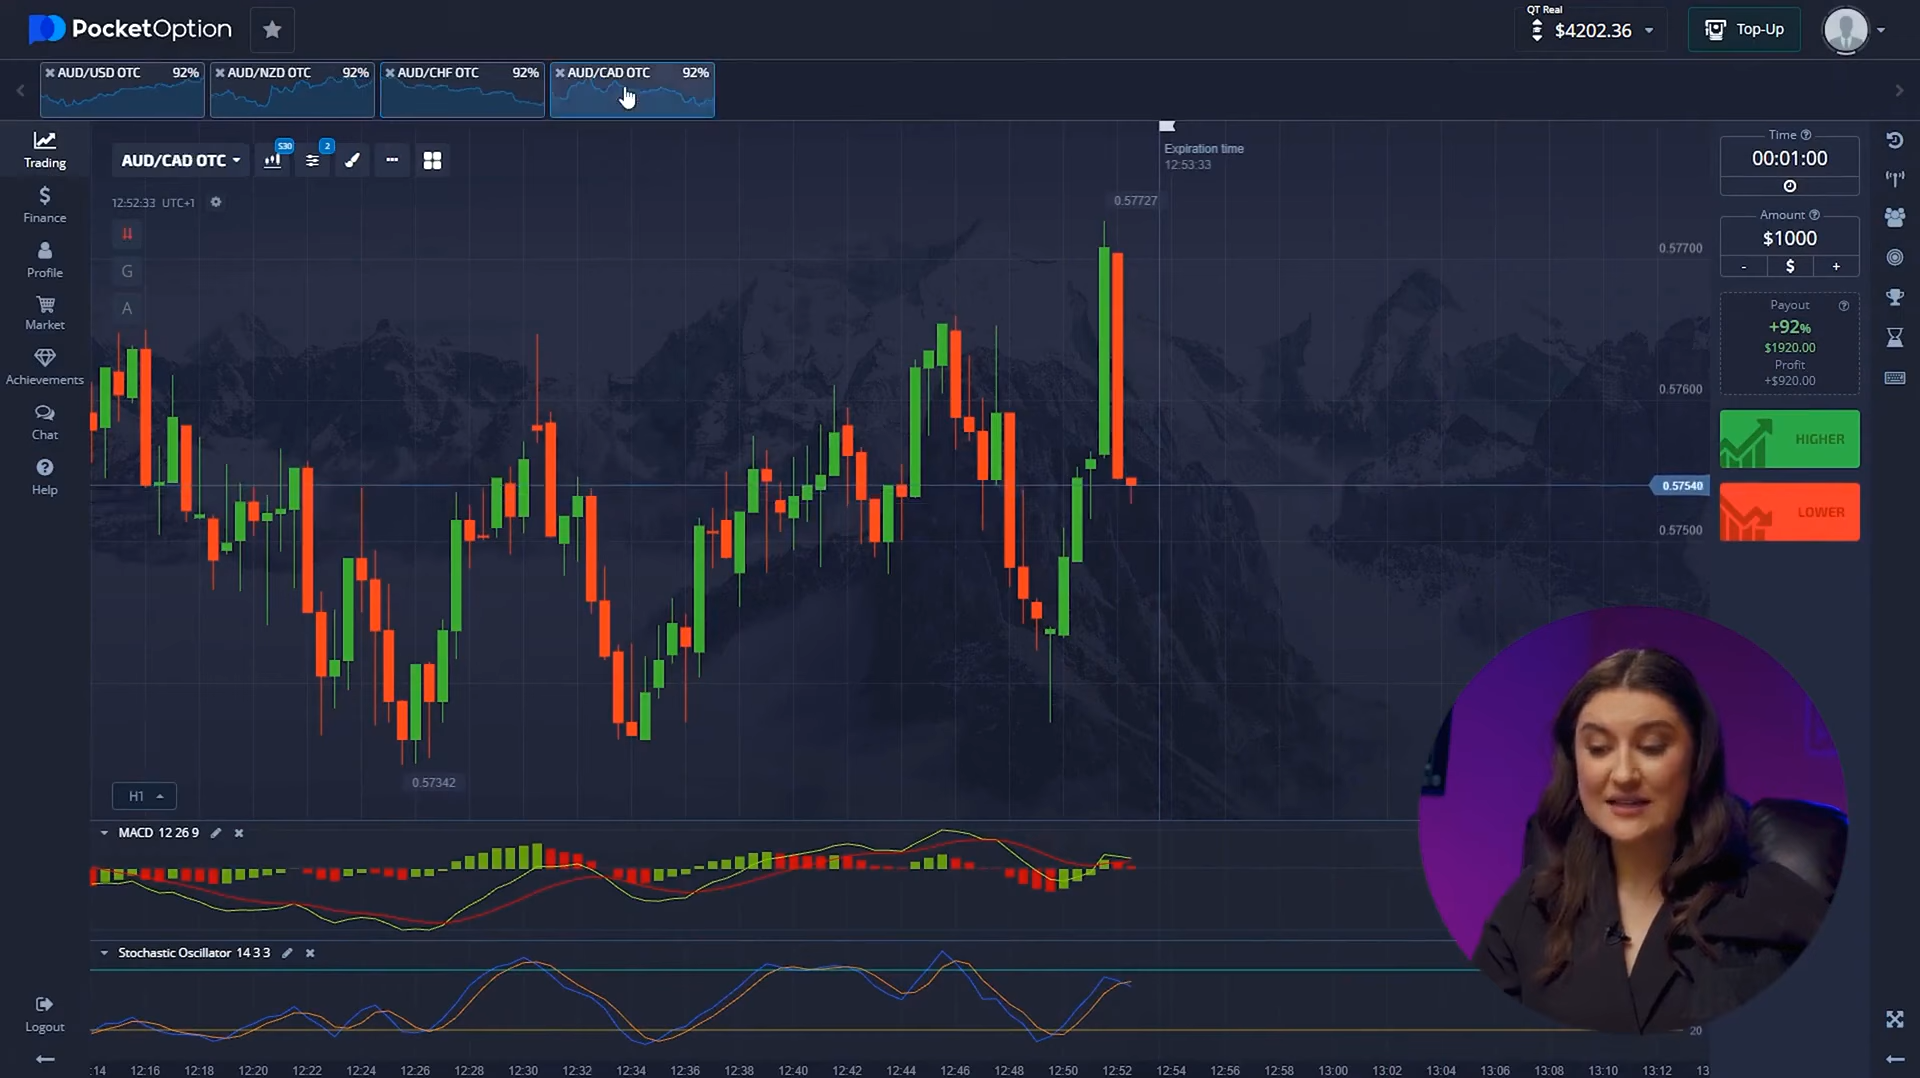 PocketOption
QT Real
$4202.36
Top-Up
AUD/USD OTC 92%
AUD/NZD OTC 92%
AUD/CHF OTC 92%
AUD/CAD OTC 92%
Trading
Finance
Profile
Market
Achievements
Chat
Help
Logout
AUD/CAD OTC
S30
2
12:52:33 UTC+1
G
A
Expiration time
12:53:33
0.57727
0.57700
0.57600
0.57540
0.57500
0.57342
H1
Time
00:01:00
Amount
$1000
- $ +
Payout
+92%
$1920.00
Profit
+$920.00
HIGHER
LOWER
MACD 12 26 9
Stochastic Oscillator 14 3 3
20
:14 12:16 12:18 12:20 12:22 12:24 12:26 12:28 12:30 12:32 12:34 12:36 12:38 12:40 12:42 12:44 12:46 12:48 12:50 12:52 12:54 12:56 12:58 13:00 13:02 13:04 13:06 13:08 13:10 13:12 13